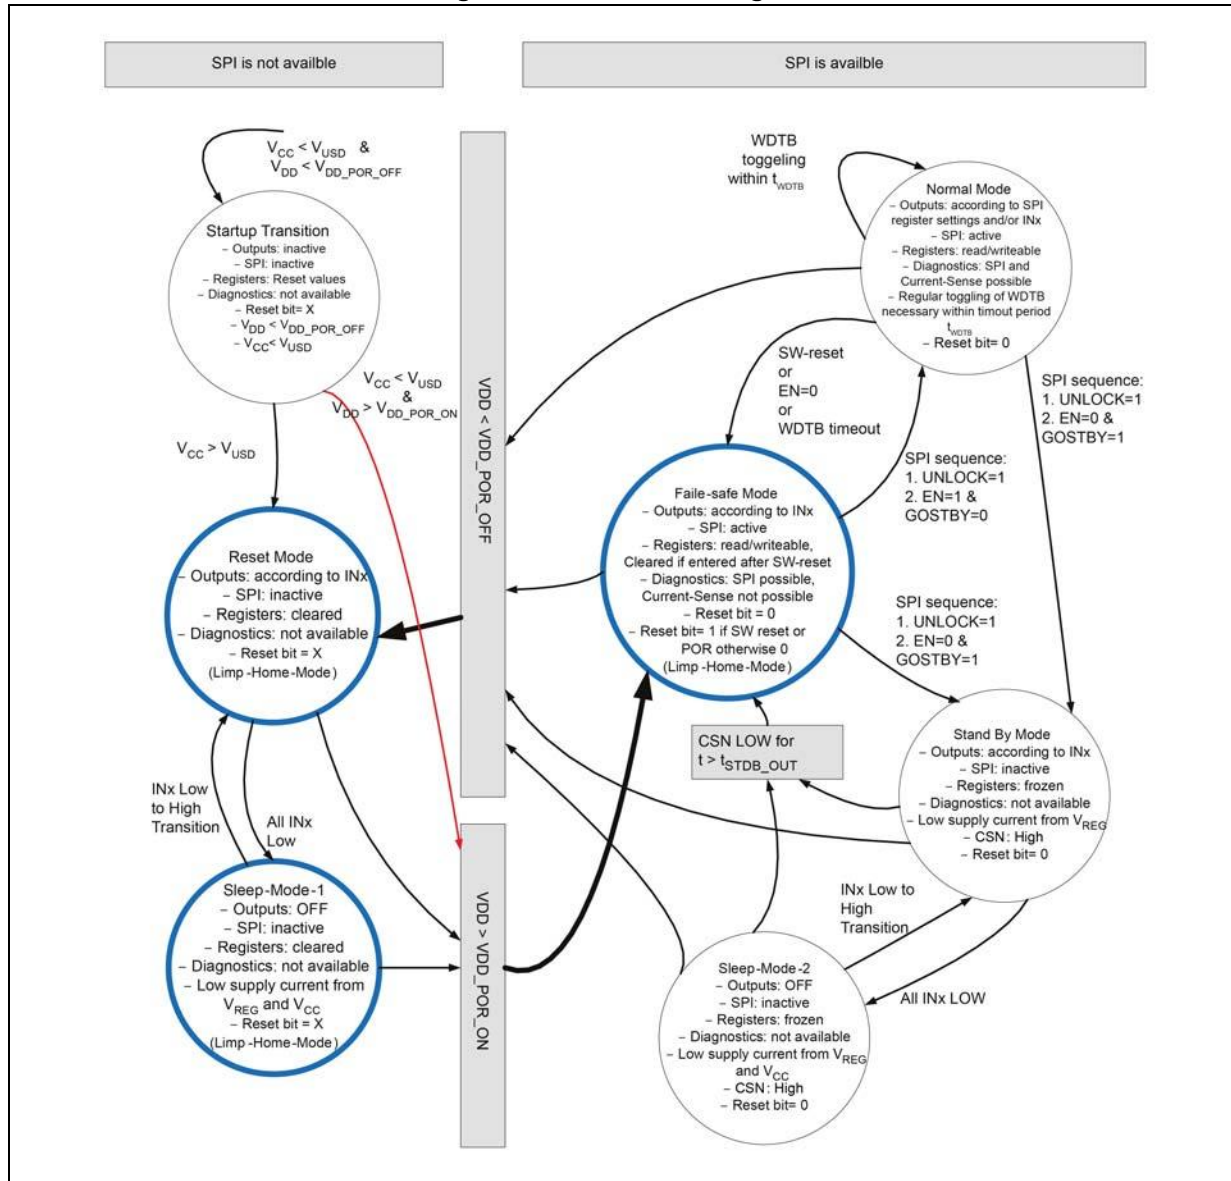 SPI is not availble
SPI is availble
V_CC < V_USD &
V_DD < V_DD_POR_OFF
Startup Transition
– Outputs: inactive
– SPI: inactive
– Registers: Reset values
– Diagnostics: not available
– Reset bit= X
– V_DD < V_DD_POR_OFF
– V_CC< V_USD
V_CC < V_USD
&
V_DD > V_DD_POR_ON
V_CC > V_USD
Reset Mode
– Outputs: according to INx
– SPI: inactive
– Registers: cleared
– Diagnostics: not available
– Reset bit = X
(Limp -Home-Mode)
INx Low
to High
Transition
All INx
Low
Sleep-Mode-1
– Outputs: OFF
– SPI: inactive
– Registers: cleared
– Diagnostics: not available
– Low supply current from
V_REG and V_CC
– Reset bit = X
(Limp-Home-Mode)
VDD < VDD_POR_OFF
VDD > VDD_POR_ON
WDTB
toggeling
within t_WDTB
Normal Mode
– Outputs: according to SPI
register settings and/or INx
– SPI: active
– Registers: read/writeable
– Diagnostics: SPI and
Current-Sense possible
– Regular toggling of WDTB
necessary within timout period
t_WDTB
– Reset bit= 0
SW-reset
or
EN=0
or
WDTB timeout
SPI sequence:
1. UNLOCK=1
2. EN=0 &
GOSTBY=1
SPI sequence:
1. UNLOCK=1
2. EN=1 &
GOSTBY=0
Faile-safe Mode
– Outputs: according to INx
– SPI: active
– Registers: read/writeable,
Cleared if entered after SW-reset
– Diagnostics: SPI possible,
Current-Sense not possible
– Reset bit = 0
– Reset bit= 1 if SW reset or
POR otherwise 0
(Limp-Home-Mode)
SPI sequence:
1. UNLOCK=1
2. EN=0 &
GOSTBY=1
CSN LOW for
t > t_STDB_OUT
Stand By Mode
– Outputs: according to INx
– SPI: inactive
– Registers: frozen
– Diagnostics: not available
– Low supply current from V_REG
– CSN: High
– Reset bit= 0
INx Low to
High
Transition
All INx LOW
Sleep-Mode-2
– Outputs: OFF
– SPI: inactive
– Registers: frozen
– Diagnostics: not available
– Low supply current from V_REG
and V_CC
– CSN: High
– Reset bit= 0